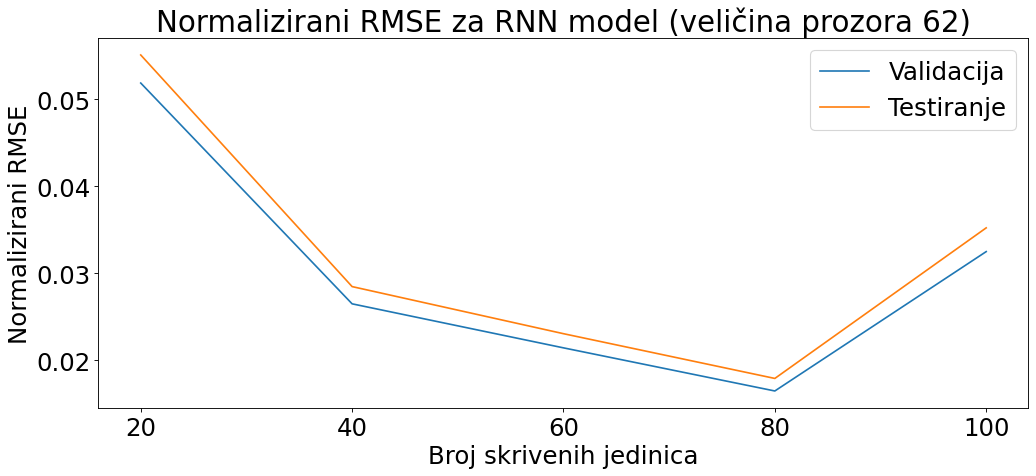 Normalizirani RMSE za RNN model (veličina prozora 62)
Validacija
Testiranje
Normalizirani RMSE
0.05
0.04
0.03
0.02
20 40 60 80 100
Broj skrivenih jedinica